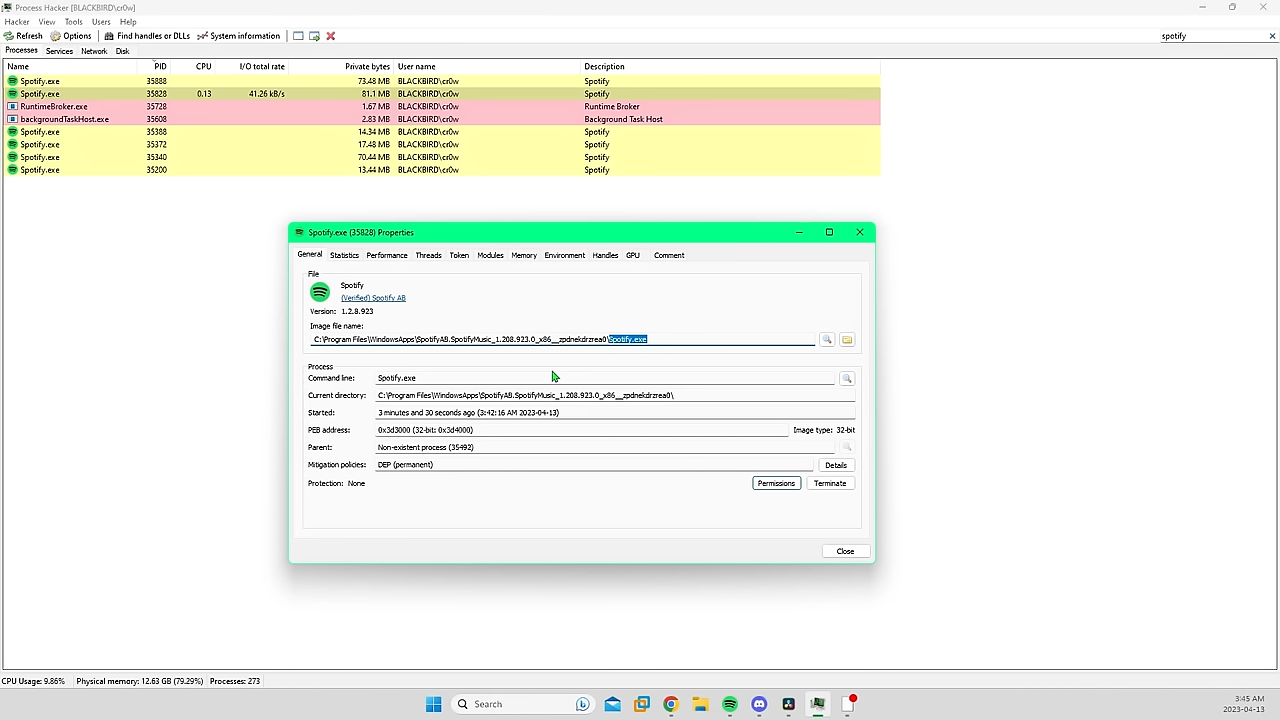 Process Hacker [BLACKBIRD\cr0w]
Hacker View Tools Users Help
Refresh Options Find handles or DLLs System information spotify
Processes Services Network Disk
Name PID CPU I/O total rate Private bytes User name Description
Spotify.exe 35888 73.48 MB BLACKBIRD\cr0w Spotify
Spotify.exe 35828 0.13 41.26 kB/s 81.1 MB BLACKBIRD\cr0w Spotify
RuntimeBroker.exe 35728 1.67 MB BLACKBIRD\cr0w Runtime Broker
backgroundTaskHost.exe 35608 2.83 MB BLACKBIRD\cr0w Background Task Host
Spotify.exe 35388 14.34 MB BLACKBIRD\cr0w Spotify
Spotify.exe 35372 17.48 MB BLACKBIRD\cr0w Spotify
Spotify.exe 35340 70.44 MB BLACKBIRD\cr0w Spotify
Spotify.exe 35200 13.44 MB BLACKBIRD\cr0w Spotify
Spotify.exe (35828) Properties
General Statistics Performance Threads Token Modules Memory Environment Handles GPU Comment
File
Spotify
(Verified) Spotify AB
Version: 1.2.8.923
Image file name:
C:\Program Files\WindowsApps\SpotifyAB.SpotifyMusic_1.208.923.0_x86__zpdnekdrzrea0\Spotify.exe
Process
Command line: Spotify.exe
Current directory: C:\Program Files\WindowsApps\SpotifyAB.SpotifyMusic_1.208.923.0_x86__zpdnekdrzrea0\
Started: 3 minutes and 30 seconds ago (3:42:16 AM 2023-04-13)
PEB address: 0x3d3000 (32-bit: 0x3d4000) Image type: 32-bit
Parent: Non-existent process (35492)
Mitigation policies: DEP (permanent) Details
Protection: None Permissions Terminate
Close
CPU Usage: 9.86% Physical memory: 12.63 GB (79.29%) Processes: 273
Search
3:45 AM
2023-04-13